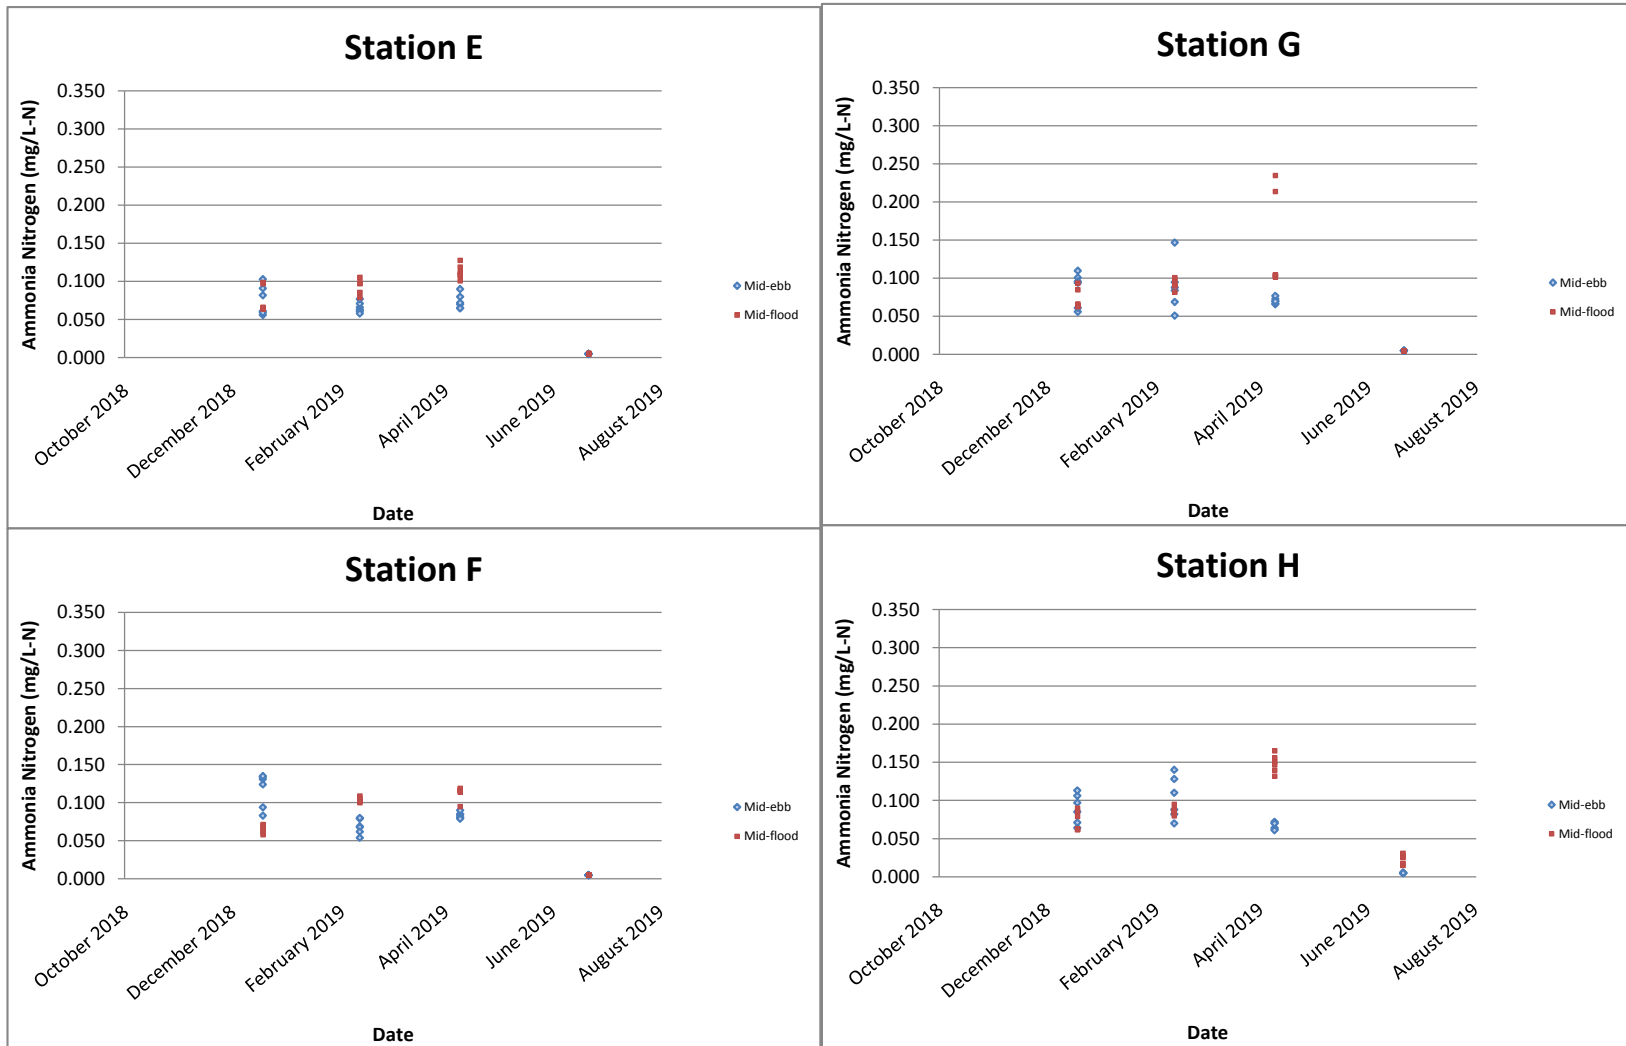 Station E
Ammonia Nitrogen (mg/L-N)
0.350
0.300
0.250
0.200
0.150
0.100
0.050
0.000
October 2018
December 2018
February 2019
April 2019
June 2019
August 2019
Date
Mid-ebb
Mid-flood
Station G
Ammonia Nitrogen (mg/L-N)
0.350
0.300
0.250
0.200
0.150
0.100
0.050
0.000
October 2018
December 2018
February 2019
April 2019
June 2019
August 2019
Date
Mid-ebb
Mid-flood
Station F
Ammonia Nitrogen (mg/L-N)
0.350
0.300
0.250
0.200
0.150
0.100
0.050
0.000
October 2018
December 2018
February 2019
April 2019
June 2019
August 2019
Date
Mid-ebb
Mid-flood
Station H
Ammonia Nitrogen (mg/L-N)
0.350
0.300
0.250
0.200
0.150
0.100
0.050
0.000
October 2018
December 2018
February 2019
April 2019
June 2019
August 2019
Date
Mid-ebb
Mid-flood